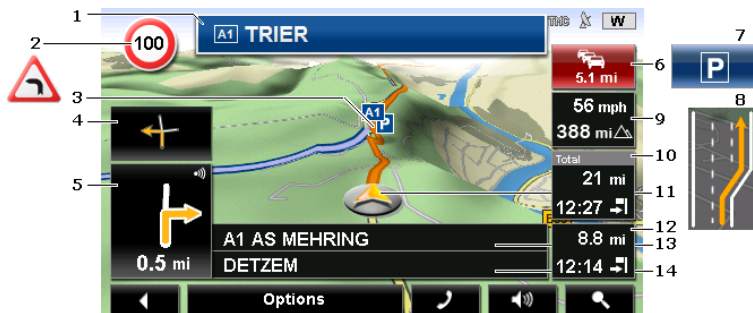 1
A1 TRIER
TMC W
7
2
100
6
5.1 mi
P
3
A1
P
8
4
56 mph
388 mi
9
Total
10
5
21 mi
12:27
11
0.5 mi
A1 AS MEHRING
8.8 mi
12
13
DETZEM
12:14
14
Options